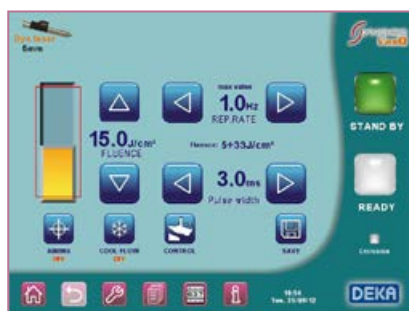 Dye laser
Save
max value
1.0Hz
REP.RATE
15.0J/cm²
FLUENCE
Fluence: 5÷33J/cm²
3.0ms
Pulse width
STAND BY
READY
Emission
AIMING
OFF
COOL FLOW
OFF
CONTROL
SAVE
DEKA